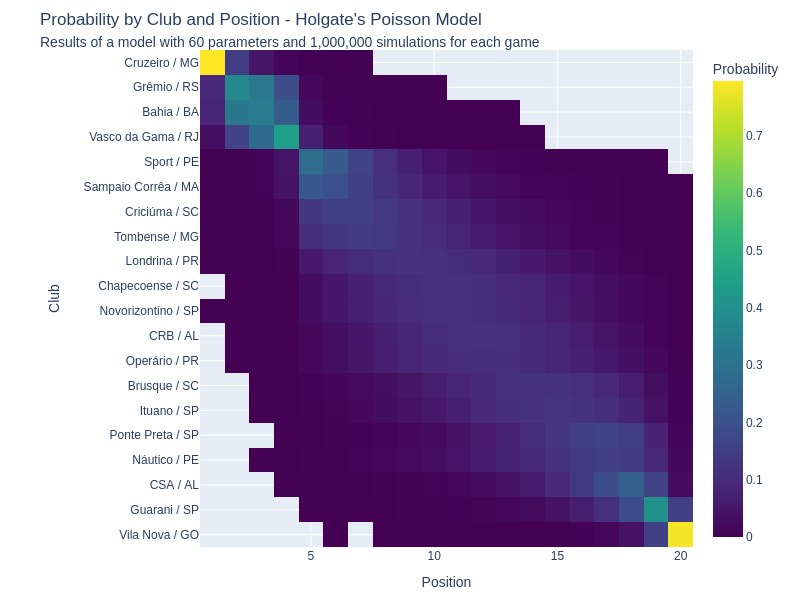 Probability by Club and Position - Holgate's Poisson Model
Results of a model with 60 parameters and 1,000,000 simulations for each game
Probability
Cruzeiro / MG
Grêmio / RS
Bahia / BA
Vasco da Gama / RJ
Sport / PE
Sampaio Corrêa / MA
Criciúma / SC
Tombense / MG
Londrina / PR
Chapecoense / SC
Novorizontino / SP
CRB / AL
Operário / PR
Brusque / SC
Ituano / SP
Ponte Preta / SP
Náutico / PE
CSA / AL
Guarani / SP
Vila Nova / GO
Club
5 10 15 20
Position
0.7
0.6
0.5
0.4
0.3
0.2
0.1
0